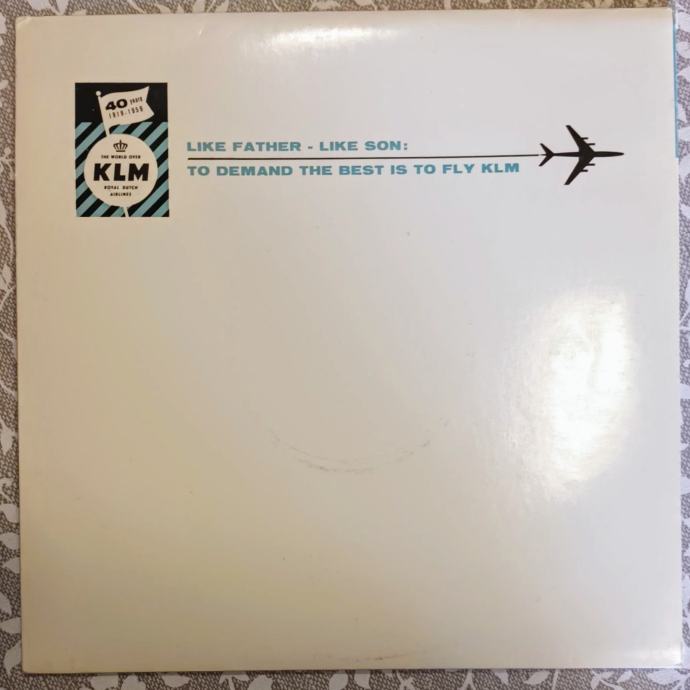 40 years
1919-1959
THE WORLD OVER
KLM
ROYAL DUTCH
AIRLINES
LIKE FATHER - LIKE SON:
TO DEMAND THE BEST IS TO FLY KLM